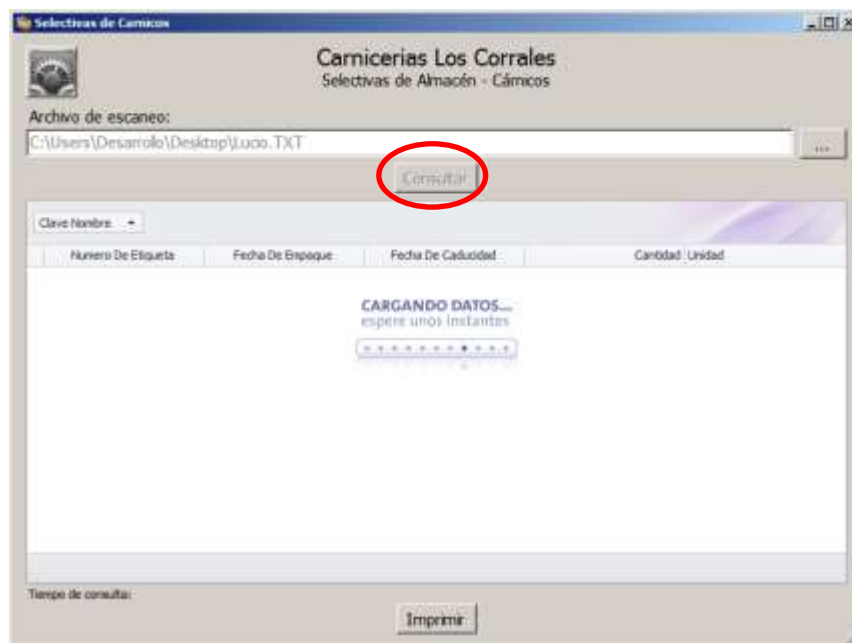 Selectivas de Carnicos
Carnicerias Los Corrales
Selectivas de Almacén - Cárnicos
Archivo de escaneo:
C:\Users\Desarrollo\Desktop\Lucio.TXT
...
Consultar
Clave Nombre
Numero De Etiqueta Fecha De Empaque Fecha De Caducidad Cantidad Unidad
CARGANDO DATOS...
espere unos instantes
Tiempo de consulta:
Imprimir